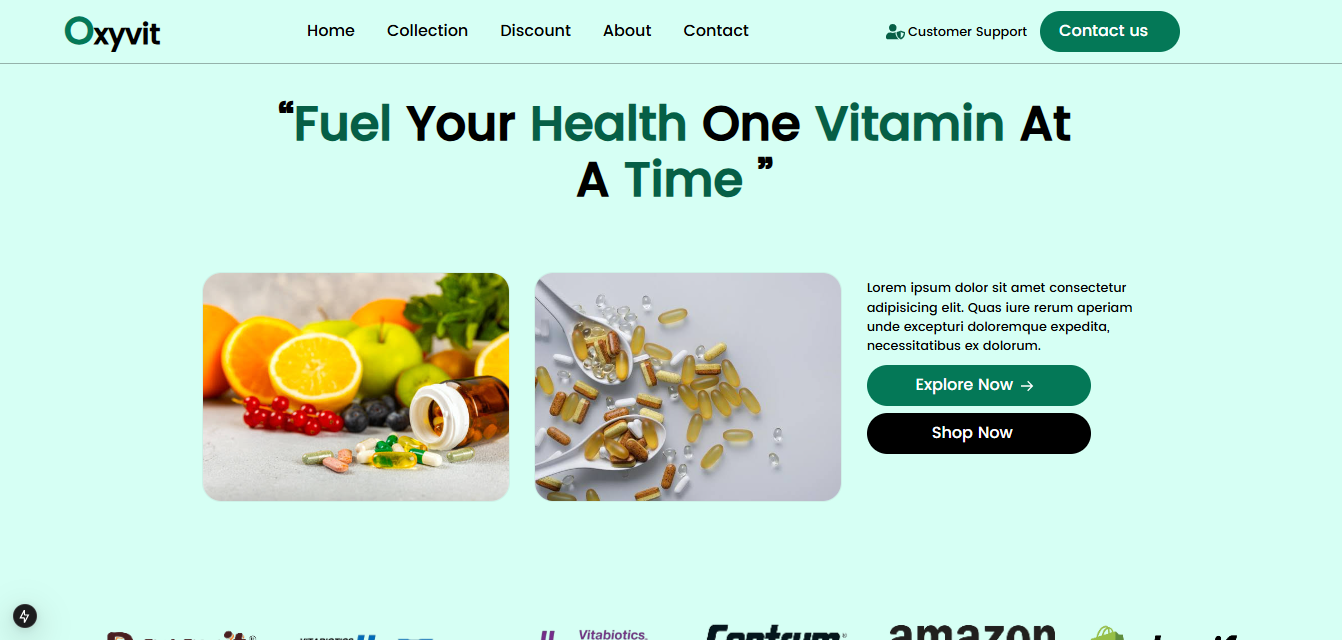 Oxyvit
Home Collection Discount About Contact
Customer Support
Contact us
❝Fuel Your Health One Vitamin At
A Time ❞
Lorem ipsum dolor sit amet consectetur
adipisicing elit. Quas iure rerum aperiam
unde excepturi doloremque expedita,
necessitatibus ex dolorum.
Explore Now →
Shop Now
Vitabiotics
Centrum
amazon